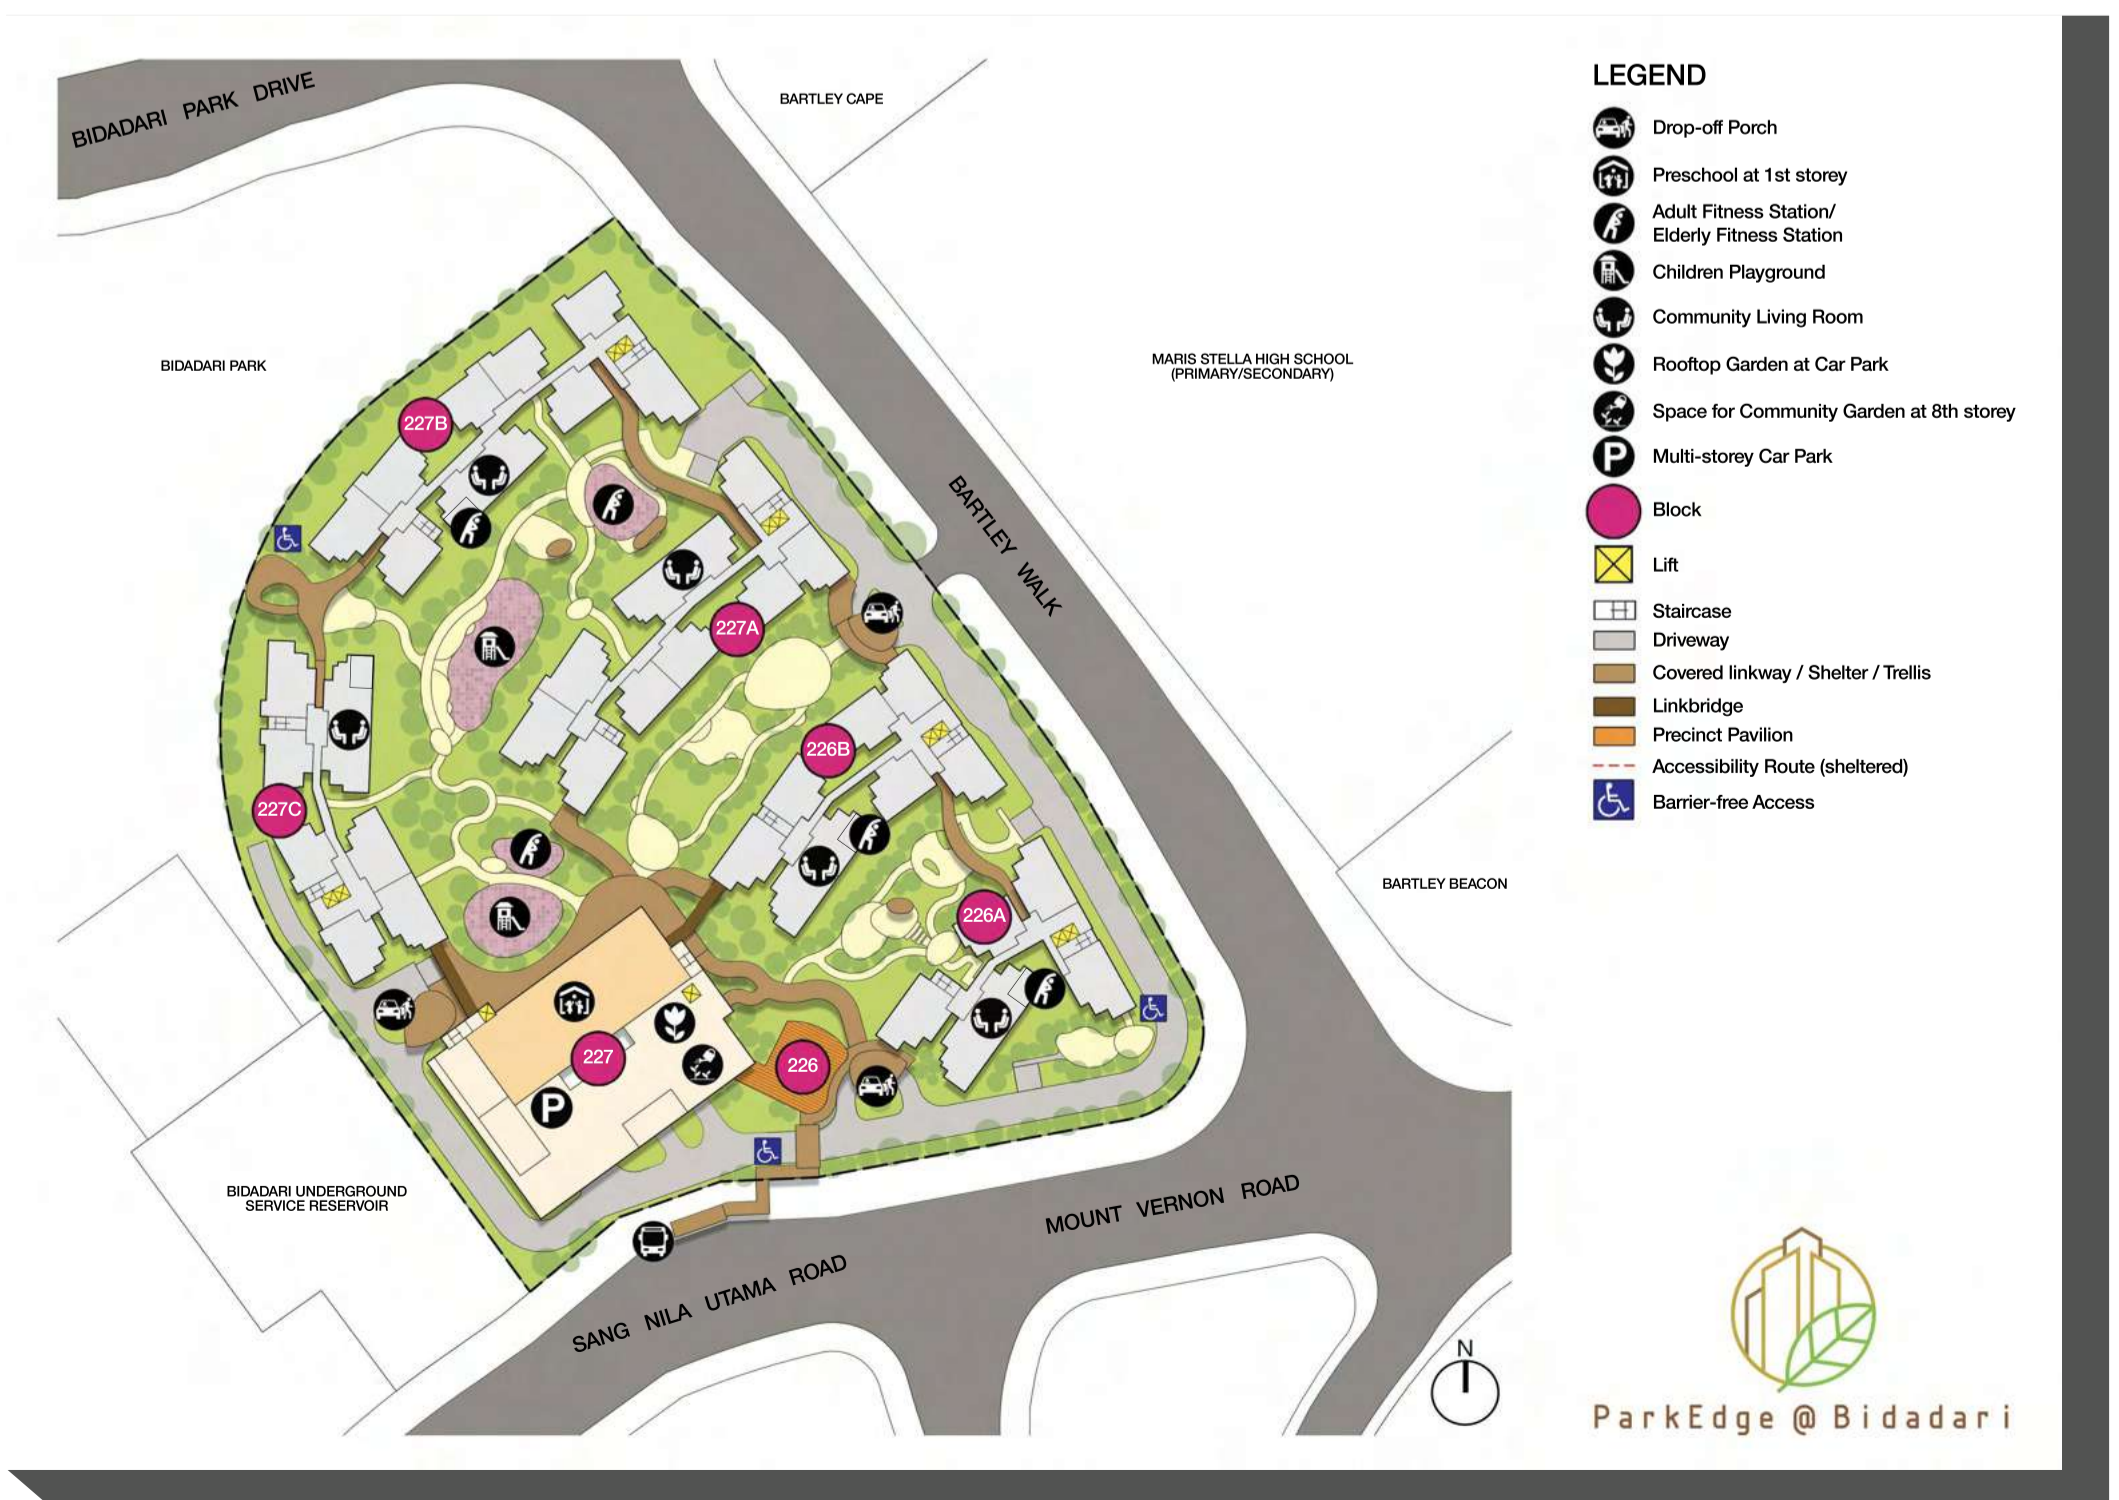 BIDADARI PARK DRIVE
BARTLEY CAPE
BIDADARI PARK
MARIS STELLA HIGH SCHOOL
(PRIMARY/SECONDARY)
227B
BARTLEY WALK
227A
226B
227C
BARTLEY BEACON
226A
227
226
P
BIDADARI UNDERGROUND
SERVICE RESERVOIR
MOUNT VERNON ROAD
SANG NILA UTAMA ROAD
N
LEGEND
Drop-off Porch
Preschool at 1st storey
Adult Fitness Station/
Elderly Fitness Station
Children Playground
Community Living Room
Rooftop Garden at Car Park
Space for Community Garden at 8th storey
P Multi-storey Car Park
Block
Lift
Staircase
Driveway
Covered linkway / Shelter / Trellis
Linkbridge
Precinct Pavilion
Accessibility Route (sheltered)
Barrier-free Access
ParkEdge @ Bidadari